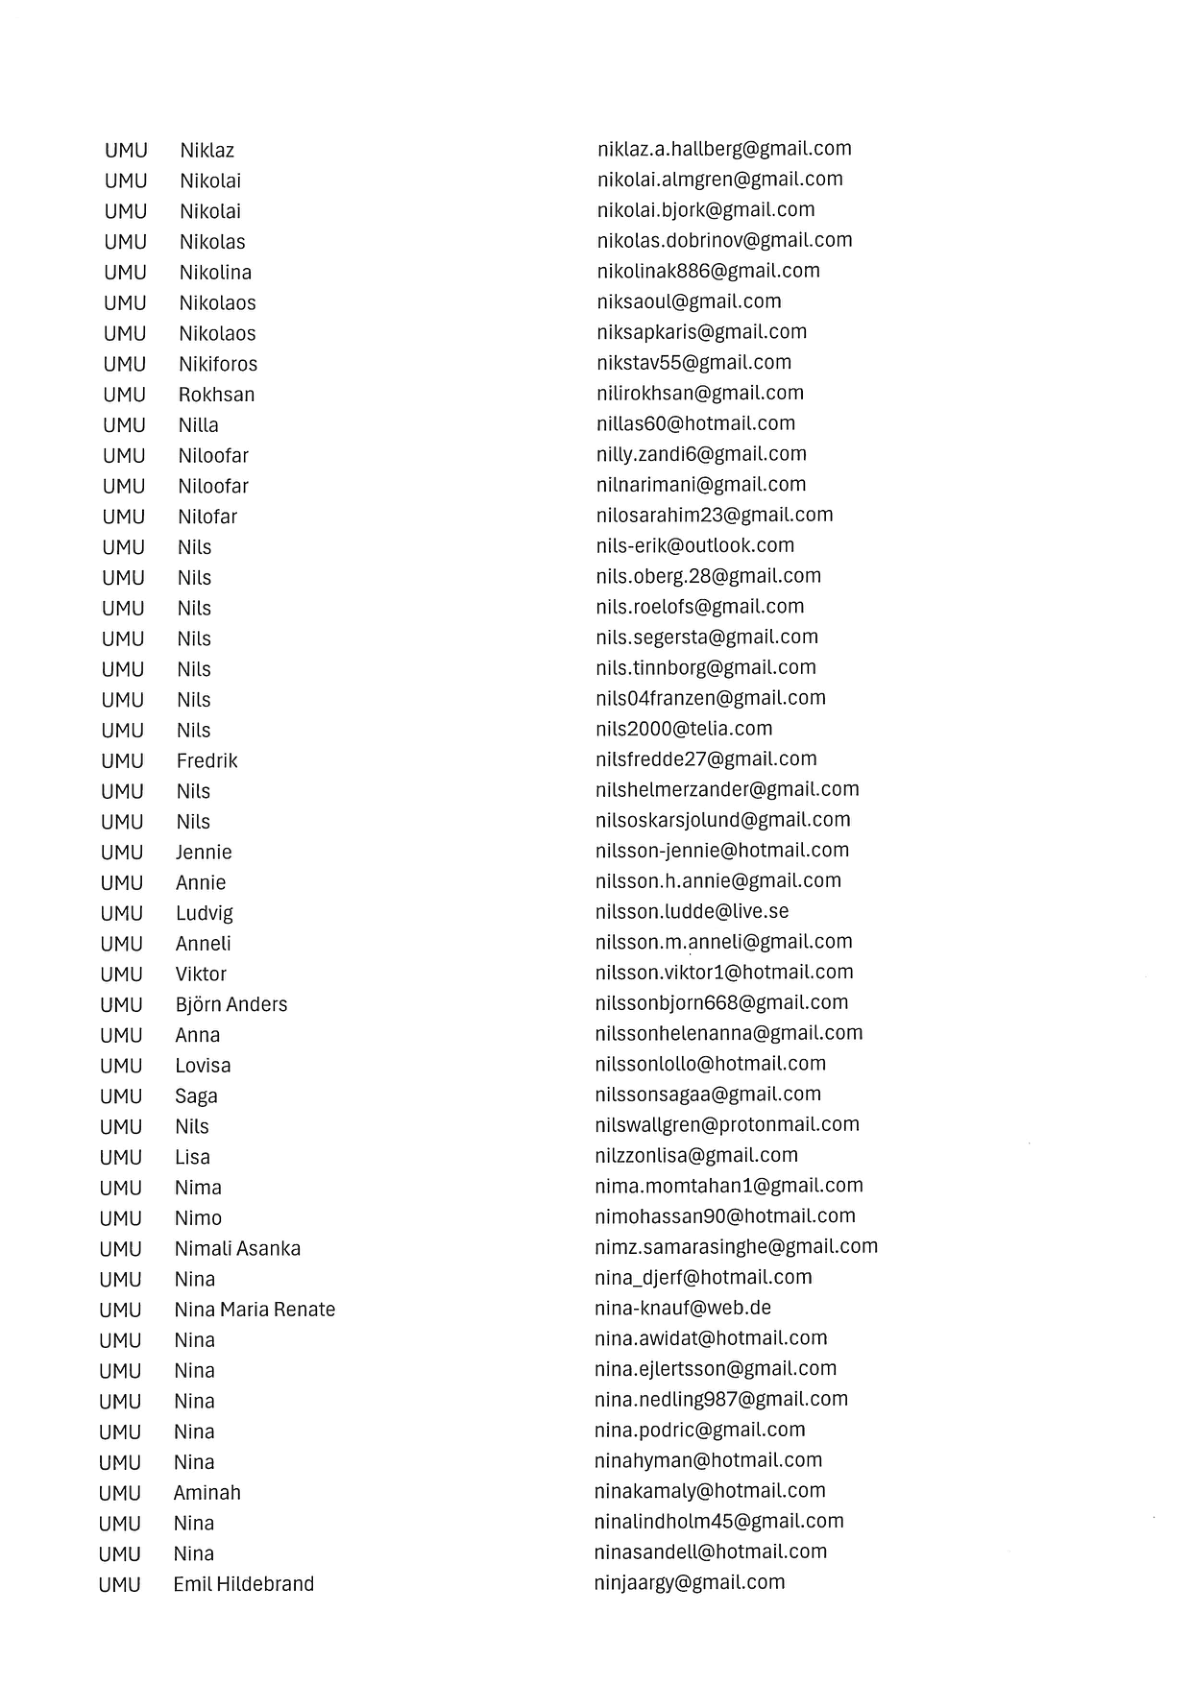 UMU Niklaz niklaz.a.hallberg@gmail.com
UMU Nikolai nikolai.almgren@gmail.com
UMU Nikolai nikolai.bjork@gmail.com
UMU Nikolas nikolas.dobrinov@gmail.com
UMU Nikolina nikolinak886@gmail.com
UMU Nikolaos niksaoul@gmail.com
UMU Nikolaos niksapkaris@gmail.com
UMU Nikiforos nikstav55@gmail.com
UMU Rokhsan nilirokhsan@gmail.com
UMU Nilla nillas60@hotmail.com
UMU Niloofar nilly.zandi6@gmail.com
UMU Niloofar nilnarimani@gmail.com
UMU Nilofar nilosarahim23@gmail.com
UMU Nils nils-erik@outlook.com
UMU Nils nils.oberg.28@gmail.com
UMU Nils nils.roelofs@gmail.com
UMU Nils nils.segersta@gmail.com
UMU Nils nils.tinnborg@gmail.com
UMU Nils nils04franzen@gmail.com
UMU Nils nils2000@telia.com
UMU Fredrik nilsfredde27@gmail.com
UMU Nils nilshelmerzander@gmail.com
UMU Nils nilsoskarsjolund@gmail.com
UMU Jennie nilsson-jennie@hotmail.com
UMU Annie nilsson.h.annie@gmail.com
UMU Ludvig nilsson.ludde@live.se
UMU Anneli nilsson.m.anneli@gmail.com
UMU Viktor nilsson.viktor1@hotmail.com
UMU Björn Anders nilssonbjorn668@gmail.com
UMU Anna nilssonhelenanna@gmail.com
UMU Lovisa nilssonlollo@hotmail.com
UMU Saga nilssonsagaa@gmail.com
UMU Nils nilswallgren@protonmail.com
UMU Lisa nilzzonlisa@gmail.com
UMU Nima nima.momtahan1@gmail.com
UMU Nimo nimohassan90@hotmail.com
UMU Nimali Asanka nimz.samarasinghe@gmail.com
UMU Nina nina_djerf@hotmail.com
UMU Nina Maria Renate nina-knauf@web.de
UMU Nina nina.awidat@hotmail.com
UMU Nina nina.ejlertsson@gmail.com
UMU Nina nina.nedling987@gmail.com
UMU Nina nina.podric@gmail.com
UMU Nina ninahyman@hotmail.com
UMU Aminah ninakamaly@hotmail.com
UMU Nina ninalindholm45@gmail.com
UMU Nina ninasandell@hotmail.com
UMU Emil Hildebrand ninjaargy@gmail.com